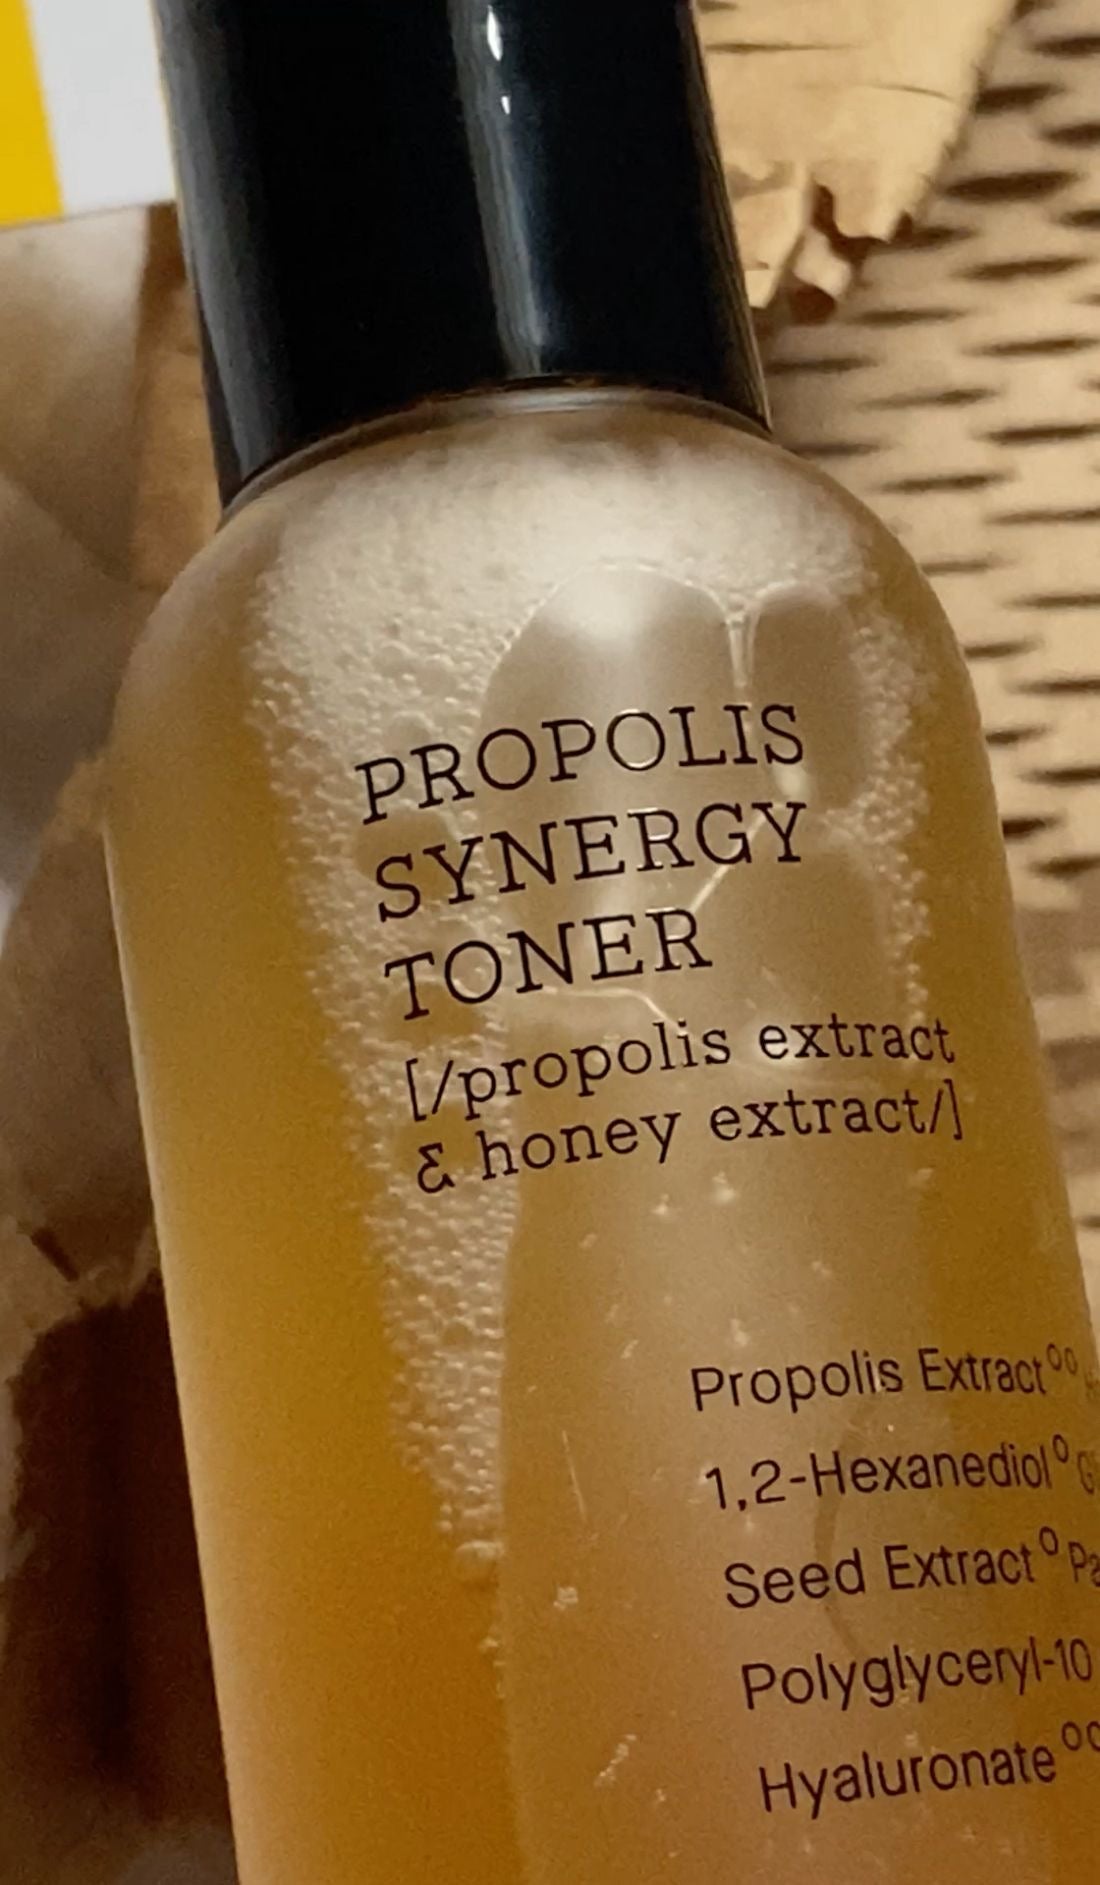 PROPOLIS
SYNERGY
TONER
[/propolis extract
& honey extract/]
Propolis Extract
1,2-Hexanediol
Seed Extract
Polyglyceryl-10
Hyaluronate